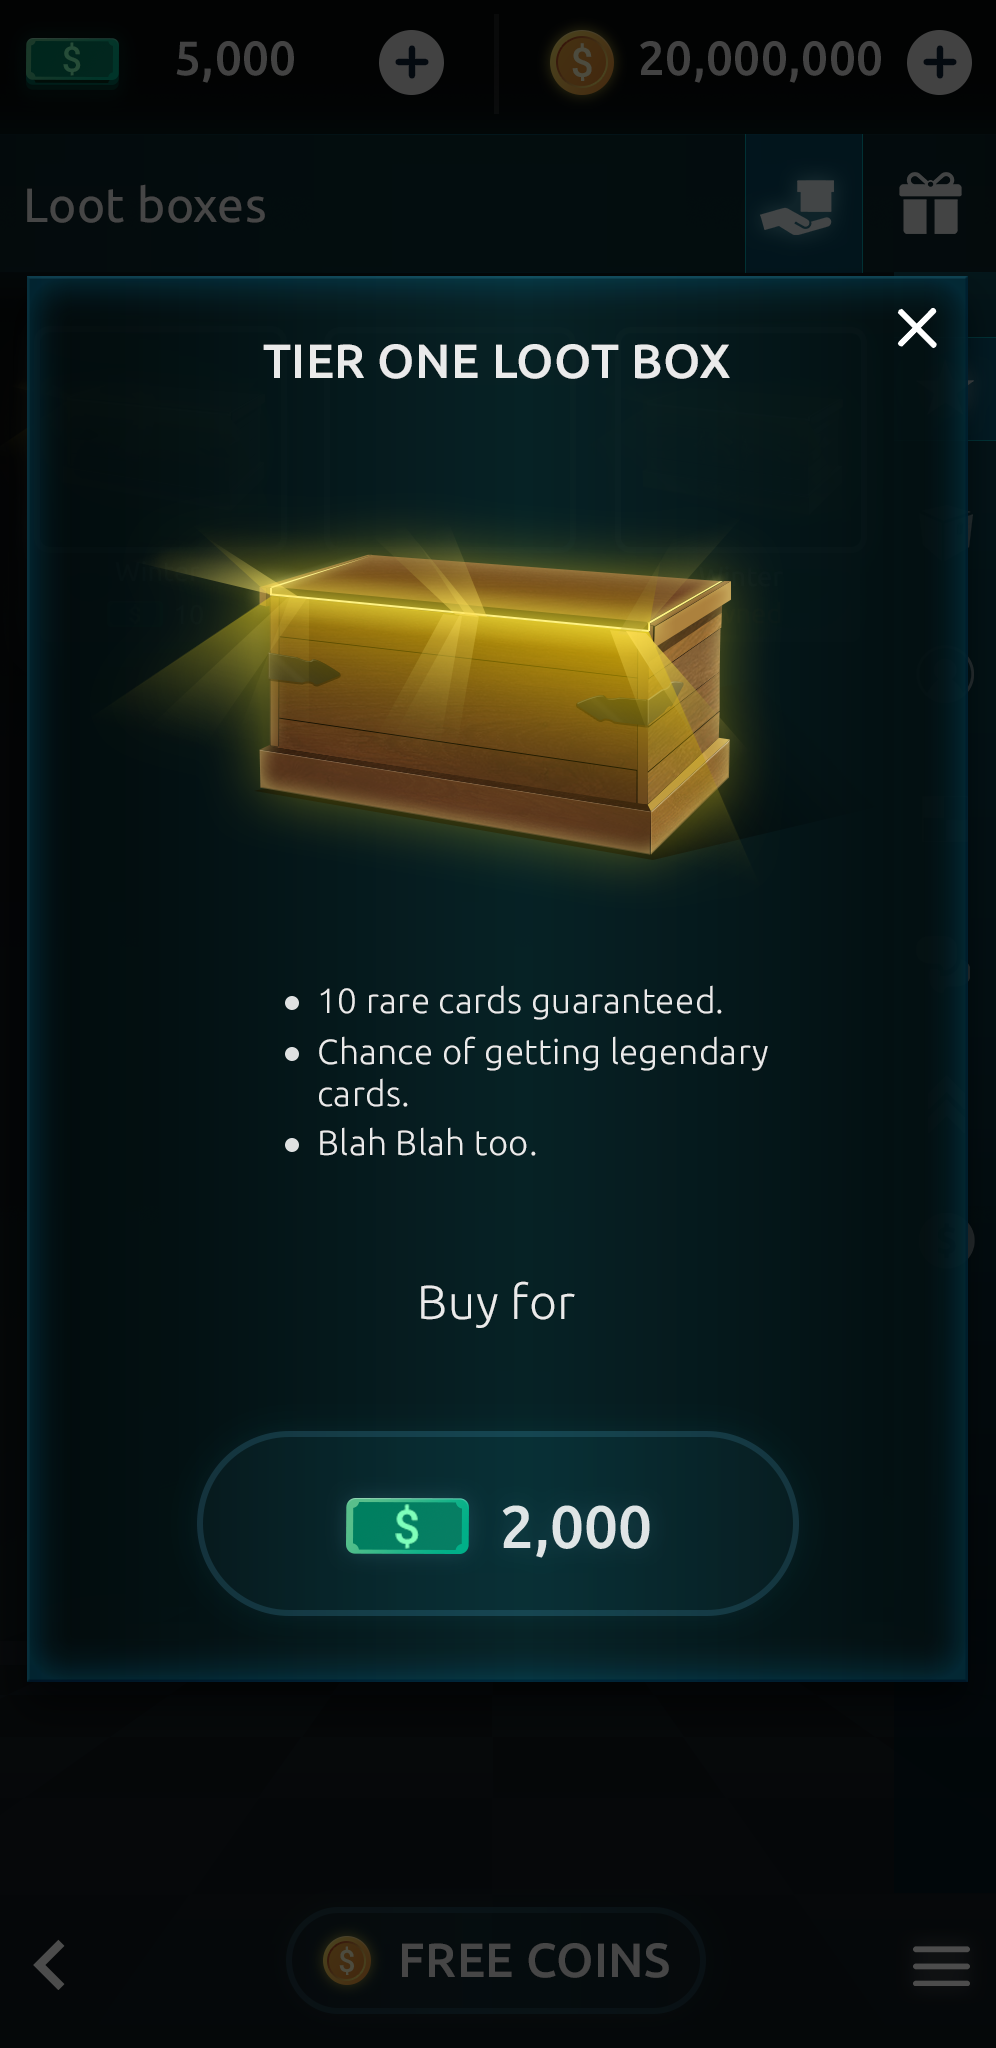 $ 5,000 $ 20,000,000
Loot boxes
TIER ONE LOOT BOX
• 10 rare cards guaranteed.
• Chance of getting legendary
cards.
• Blah Blah too.
Buy for
$ 2,000
$ FREE COINS